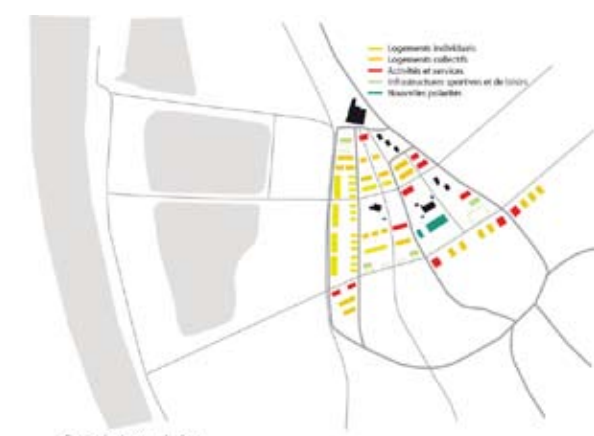 Logements individuels
Logements collectifs
Activités et services
Infrastructures sportives et de loisirs
Nouvelles polarités